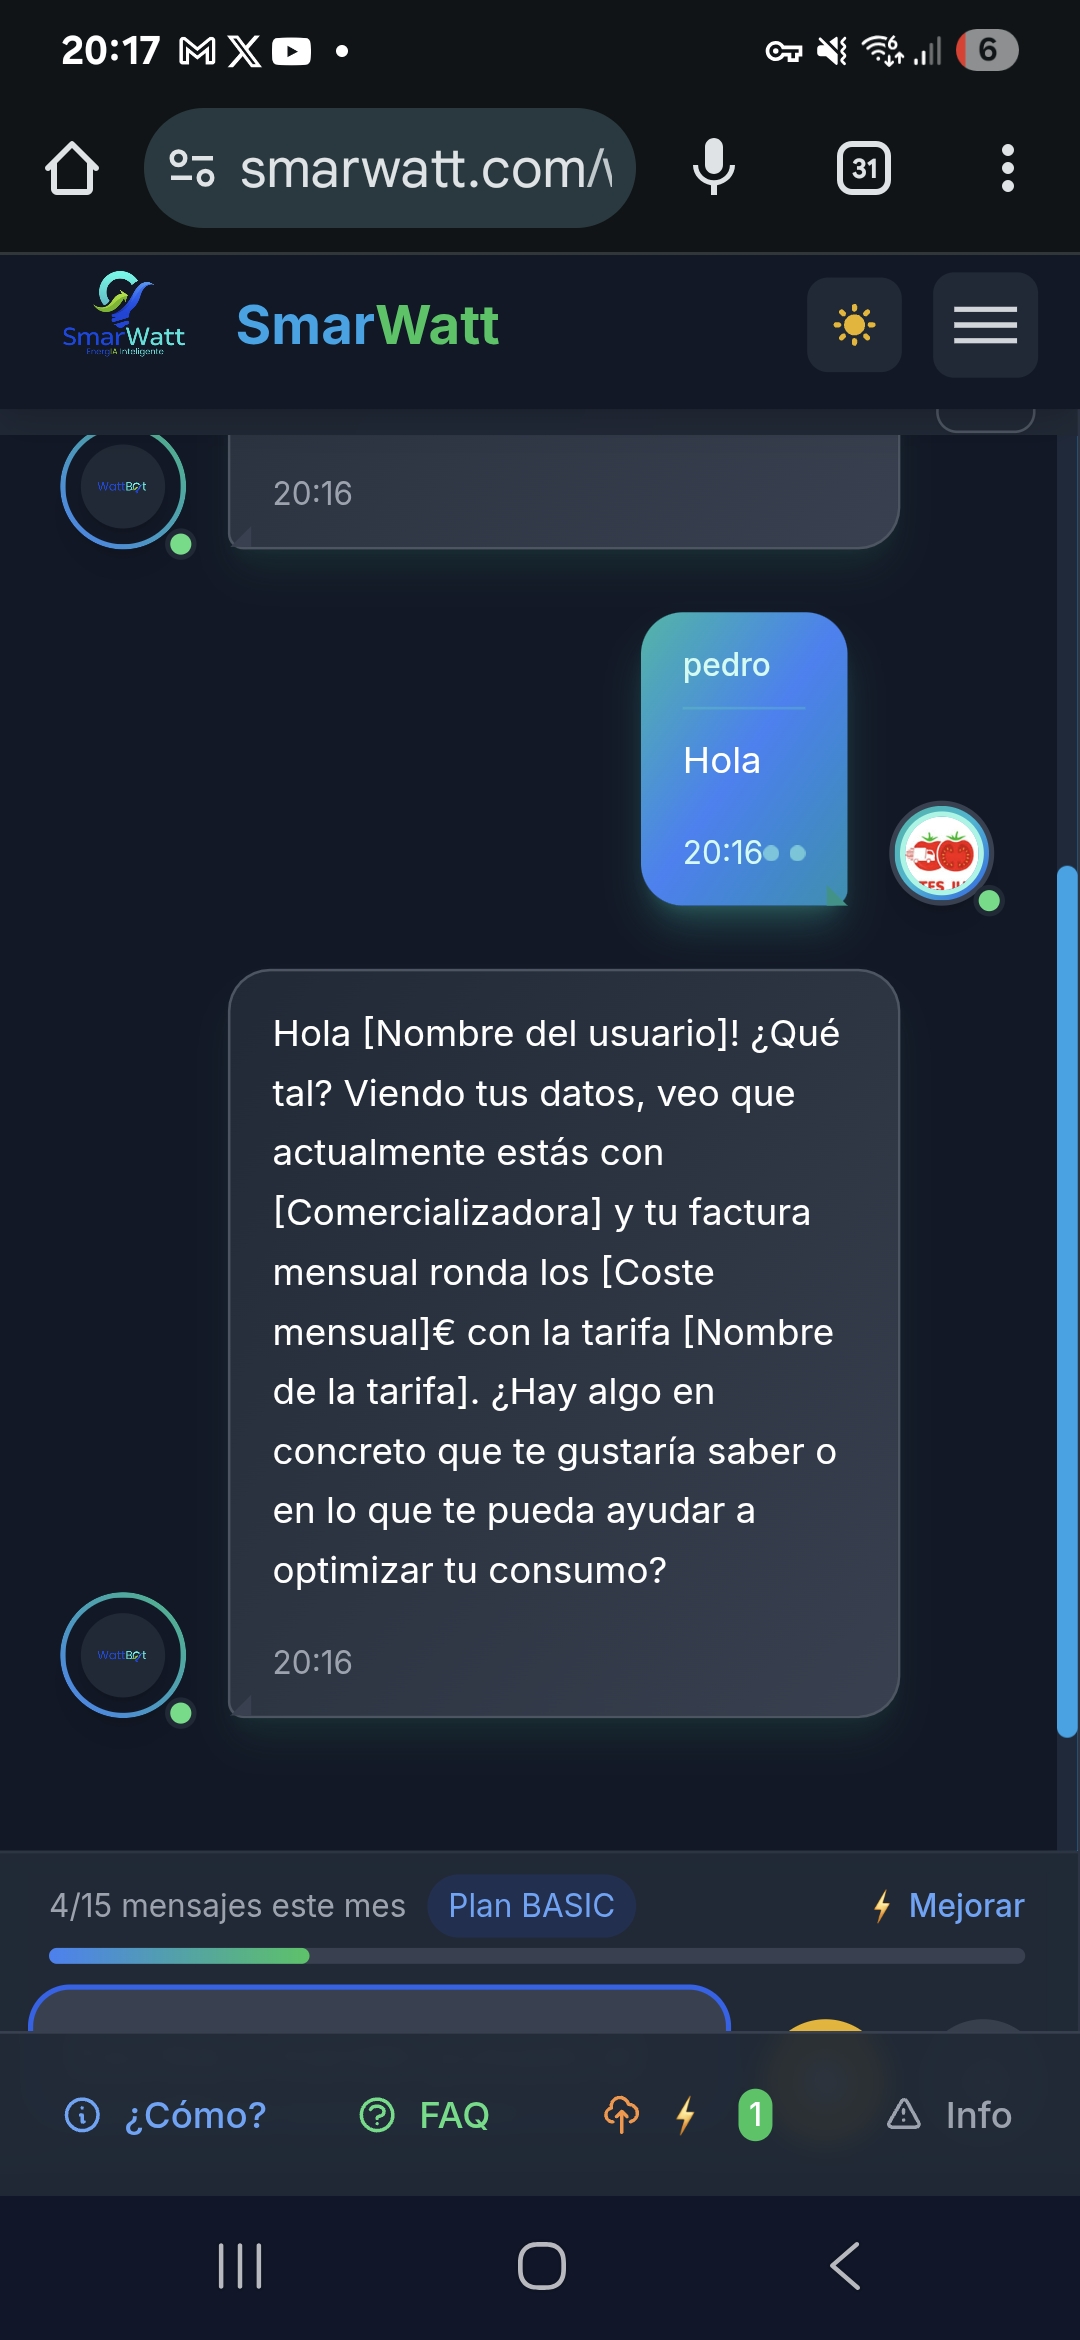 20:17
6
smarwatt.com/
31
SmarWatt
EnergIA Inteligente
SmarWatt
WattBot
20:16
pedro
Hola
20:16
Hola [Nombre del usuario]! ¿Qué
tal? Viendo tus datos, veo que
actualmente estás con
[Comercializadora] y tu factura
mensual ronda los [Coste
mensual]€ con la tarifa [Nombre
de la tarifa]. ¿Hay algo en
concreto que te gustaría saber o
en lo que te pueda ayudar a
optimizar tu consumo?
WattBot
20:16
4/15 mensajes este mes
Plan BASIC
Mejorar
¿Cómo?
FAQ
1
Info